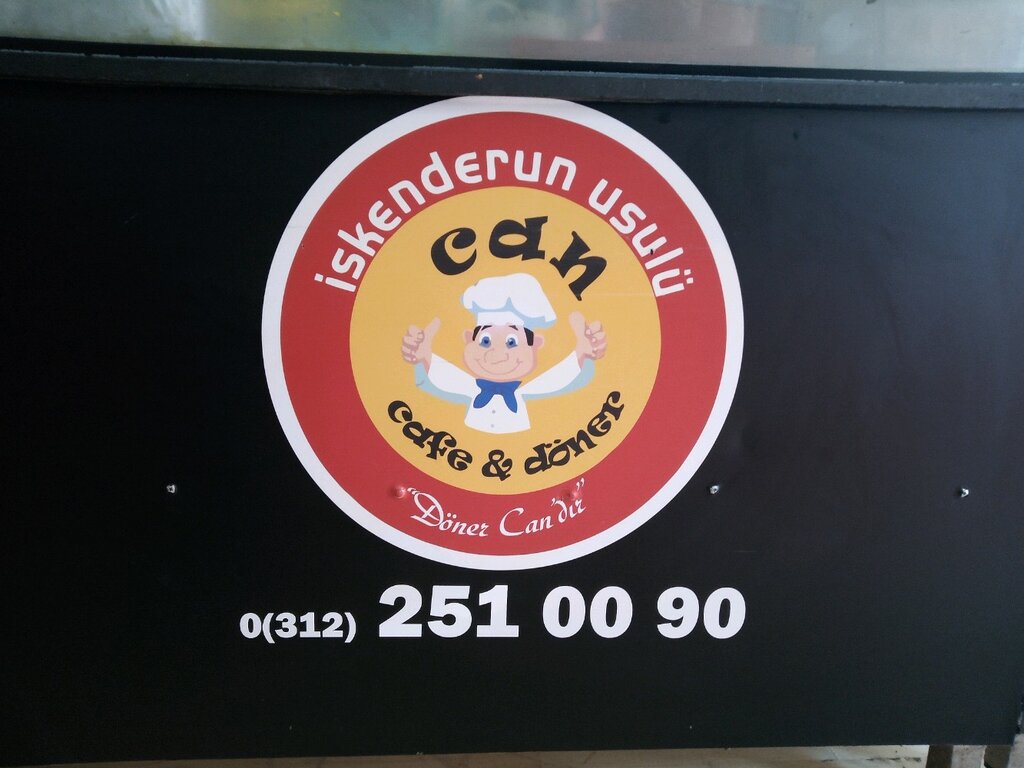 iskenderun usulü
can
cafe & döner
"Döner Can'dır"
0(312) 251 00 90